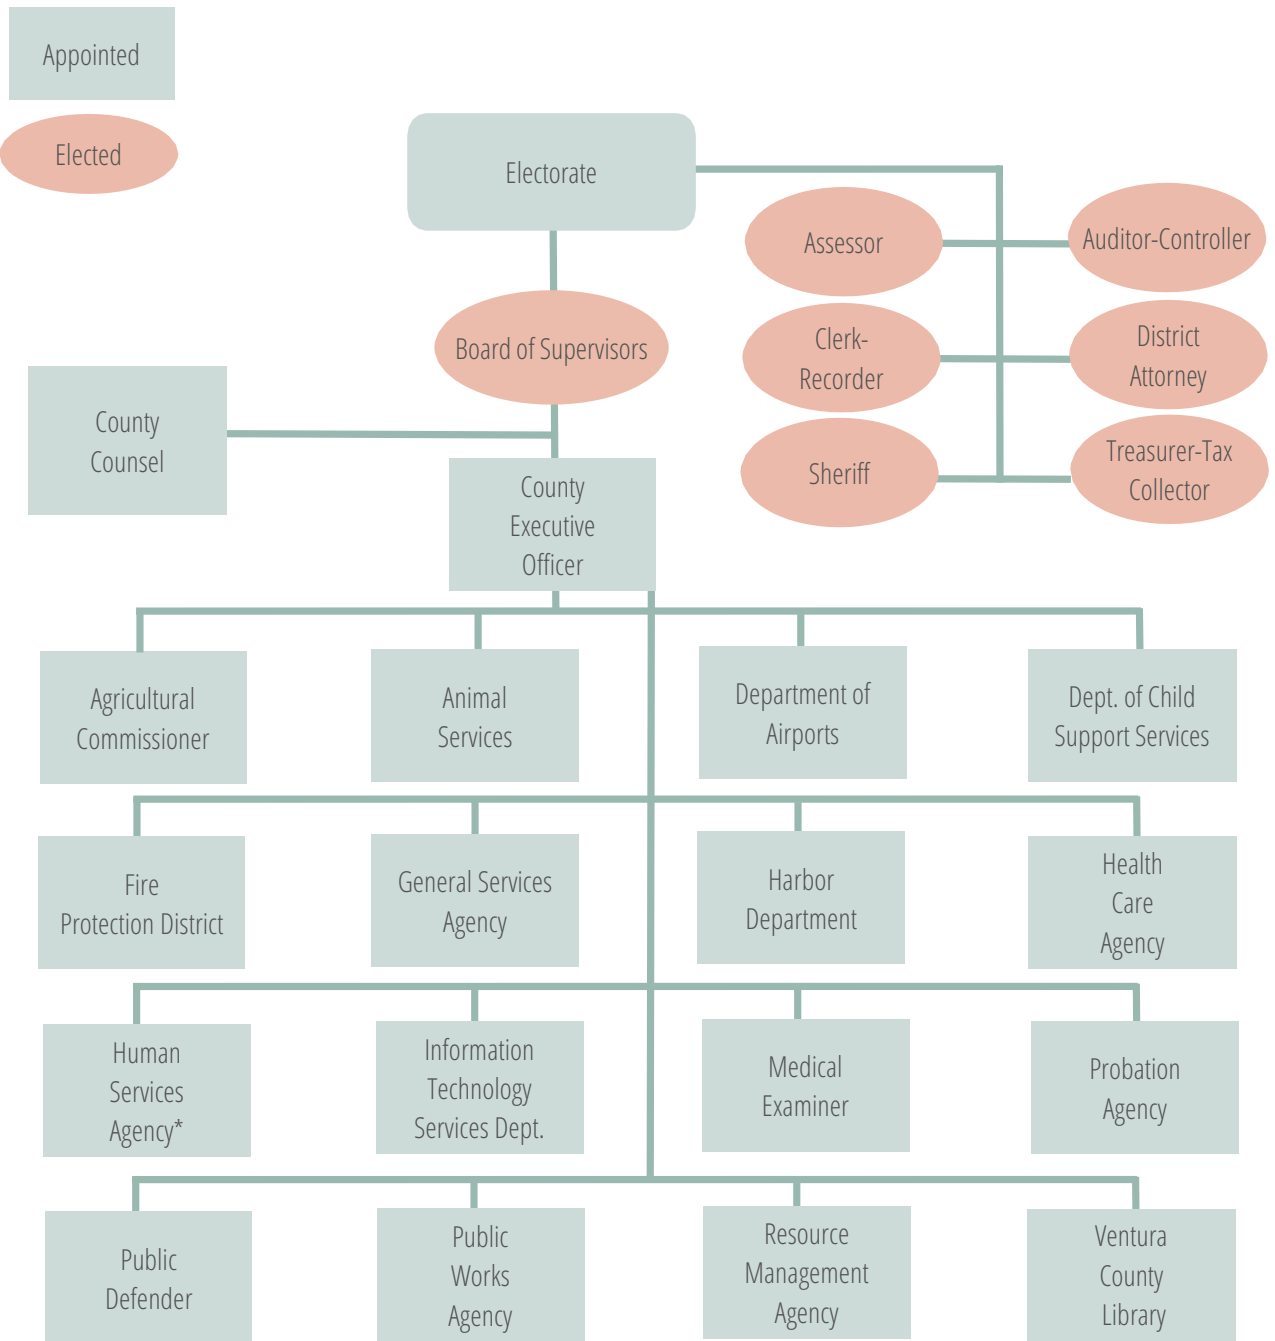 Appointed
Elected
Electorate
Assessor
Auditor-Controller
Board of Supervisors
Clerk-
Recorder
District
Attorney
County
Counsel
Sheriff
Treasurer-Tax
Collector
County
Executive
Officer
Agricultural
Commissioner
Animal
Services
Department of
Airports
Dept. of Child
Support Services
Fire
Protection District
General Services
Agency
Harbor
Department
Health
Care
Agency
Human
Services
Agency*
Information
Technology
Services Dept.
Medical
Examiner
Probation
Agency
Public
Defender
Public
Works
Agency
Resource
Management
Agency
Ventura
County
Library